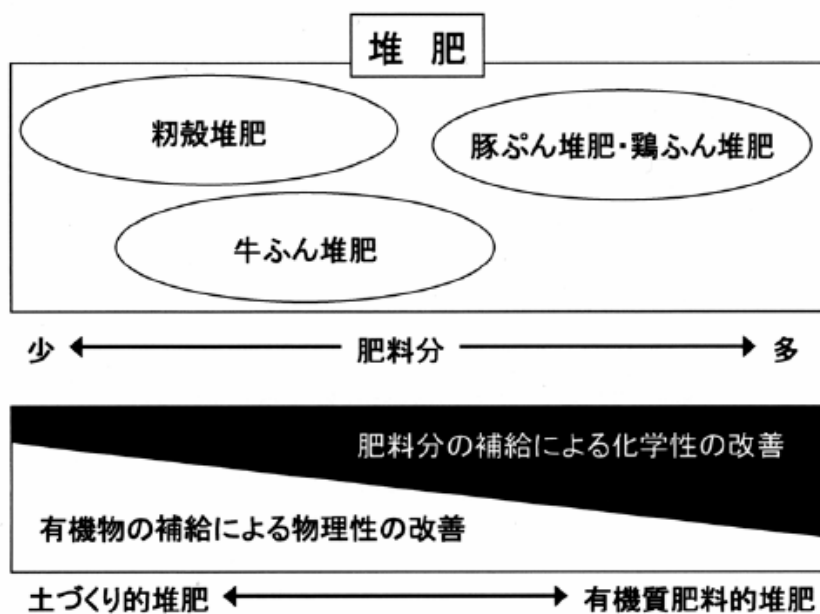 堆 肥
籾殻堆肥
豚ぷん堆肥・鶏ふん堆肥
牛ふん堆肥
少 肥料分 多
肥料分の補給による化学性の改善
有機物の補給による物理性の改善
土づくり的堆肥 有機質肥料的堆肥